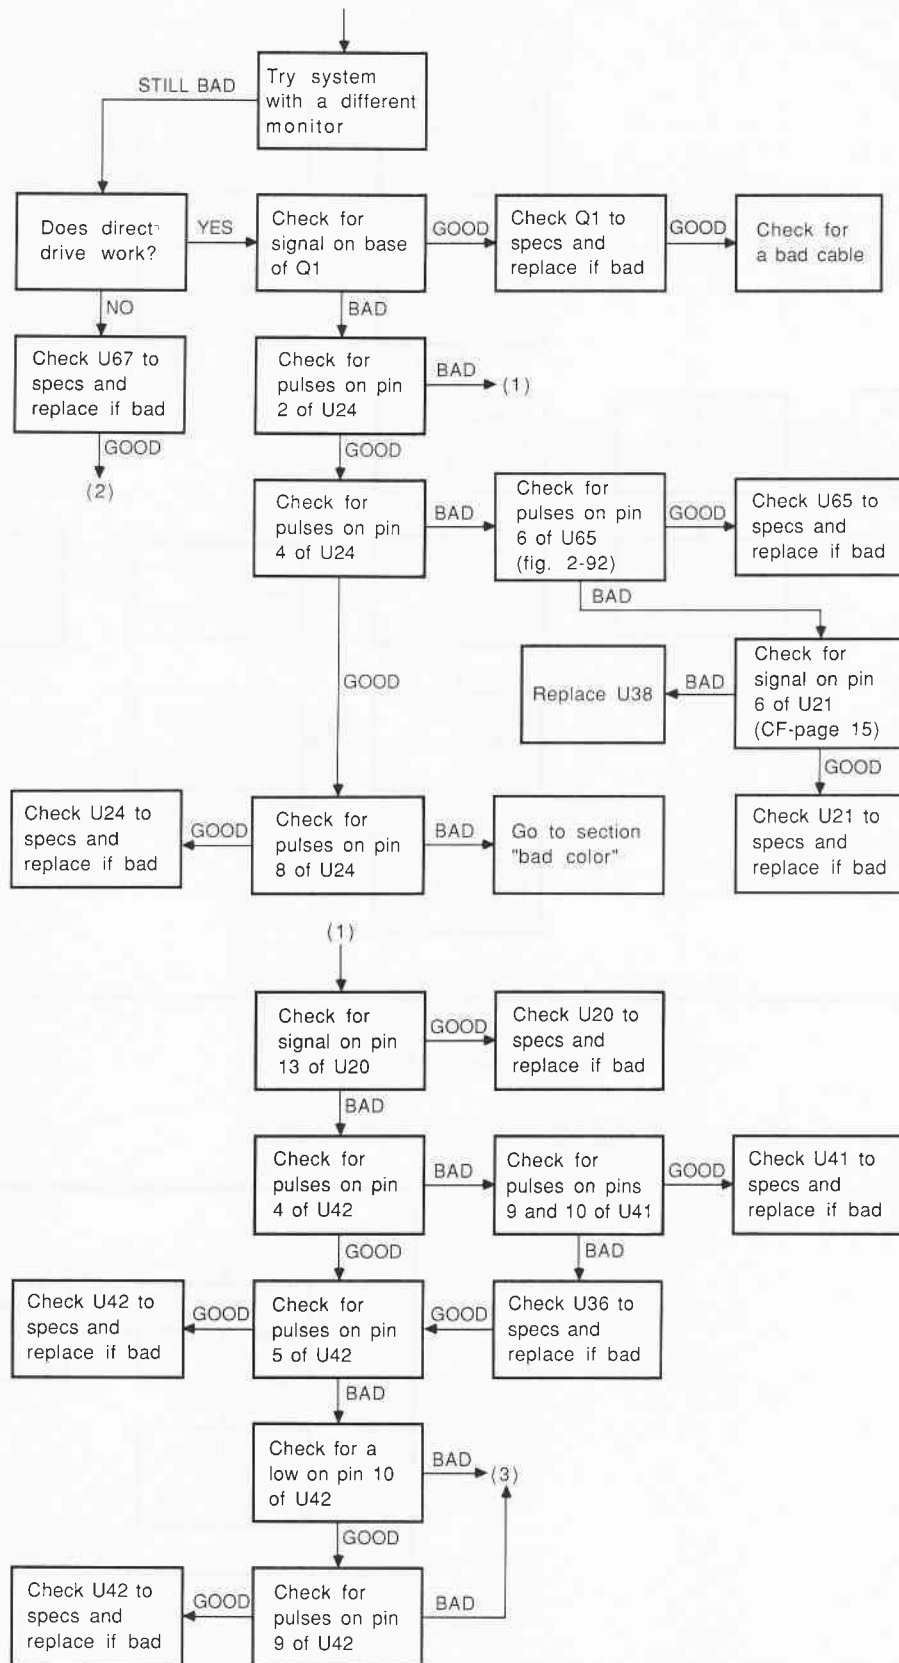 Try system
with a different
monitor
STILL BAD
Does direct
drive work?
YES
Check for
signal on base
of Q1
GOOD
Check Q1 to
specs and
replace if bad
GOOD
Check for
a bad cable
NO
BAD
Check U67 to
specs and
replace if bad
GOOD
(2)
Check for
pulses on pin
2 of U24
BAD
(1)
GOOD
Check for
pulses on pin
4 of U24
BAD
Check for
pulses on pin
6 of U65
(fig. 2-92)
GOOD
Check U65 to
specs and
replace if bad
BAD
GOOD
Check for
signal on pin
6 of U21
(CF-page 15)
BAD
Replace U38
GOOD
Check U21 to
specs and
replace if bad
Check for
pulses on pin
8 of U24
GOOD
Check U24 to
specs and
replace if bad
BAD
Go to section
"bad color"
(1)
Check for
signal on pin
13 of U20
GOOD
Check U20 to
specs and
replace if bad
BAD
Check for
pulses on pin
4 of U42
BAD
Check for
pulses on pins
9 and 10 of U41
GOOD
Check U41 to
specs and
replace if bad
GOOD
BAD
Check U42 to
specs and
replace if bad
GOOD
Check for
pulses on pin
5 of U42
GOOD
Check U36 to
specs and
replace if bad
BAD
Check for a
low on pin 10
of U42
BAD
(3)
GOOD
Check U42 to
specs and
replace if bad
GOOD
Check for
pulses on pin
9 of U42
BAD